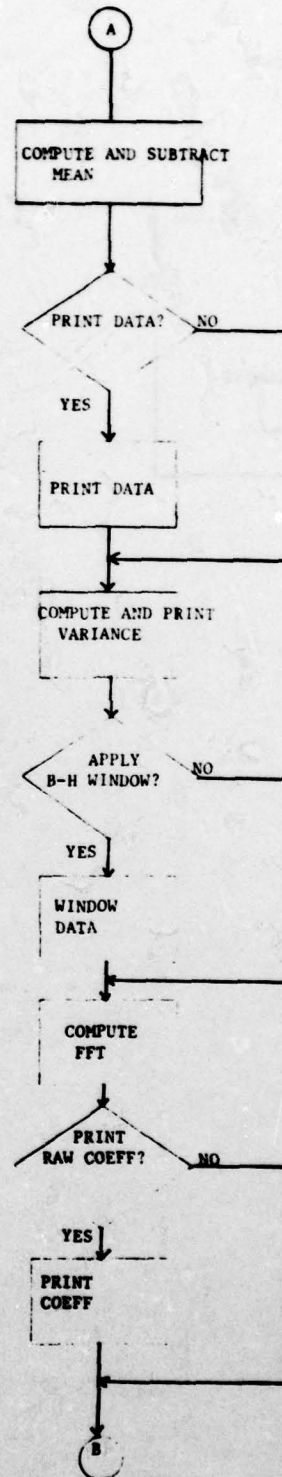 A
COMPUTE AND SUBTRACT
MEAN
PRINT DATA?
NO
YES
PRINT DATA
COMPUTE AND PRINT
VARIANCE
APPLY
B-H WINDOW?
NO
YES
WINDOW
DATA
COMPUTE
FFT
PRINT
RAW COEFF?
NO
YES
PRINT
COEFF
B